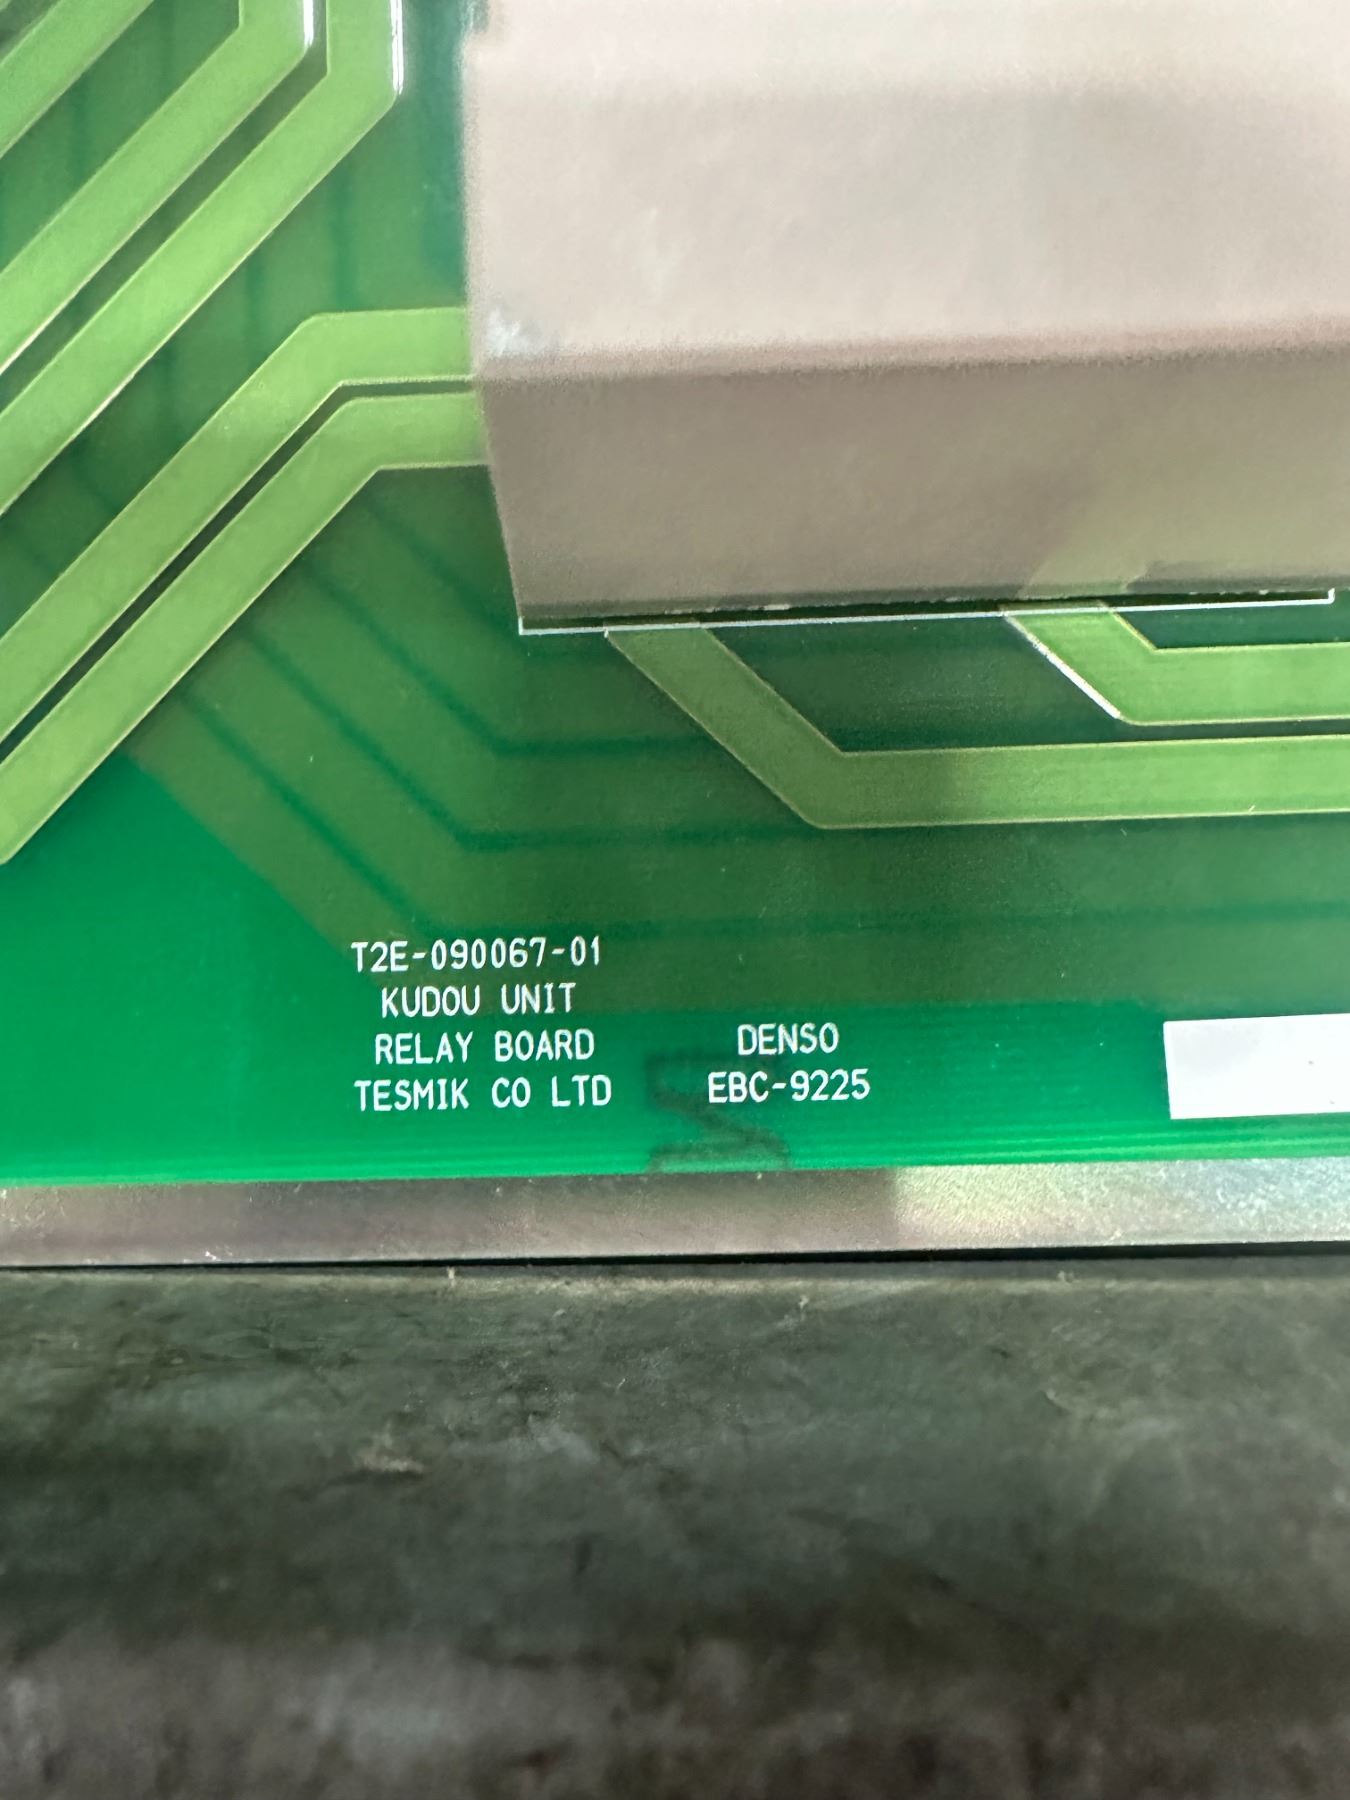 T2E-090067-01
KUDOU UNIT
RELAY BOARD
TESMIK CO LTD
DENSO
EBC-9225